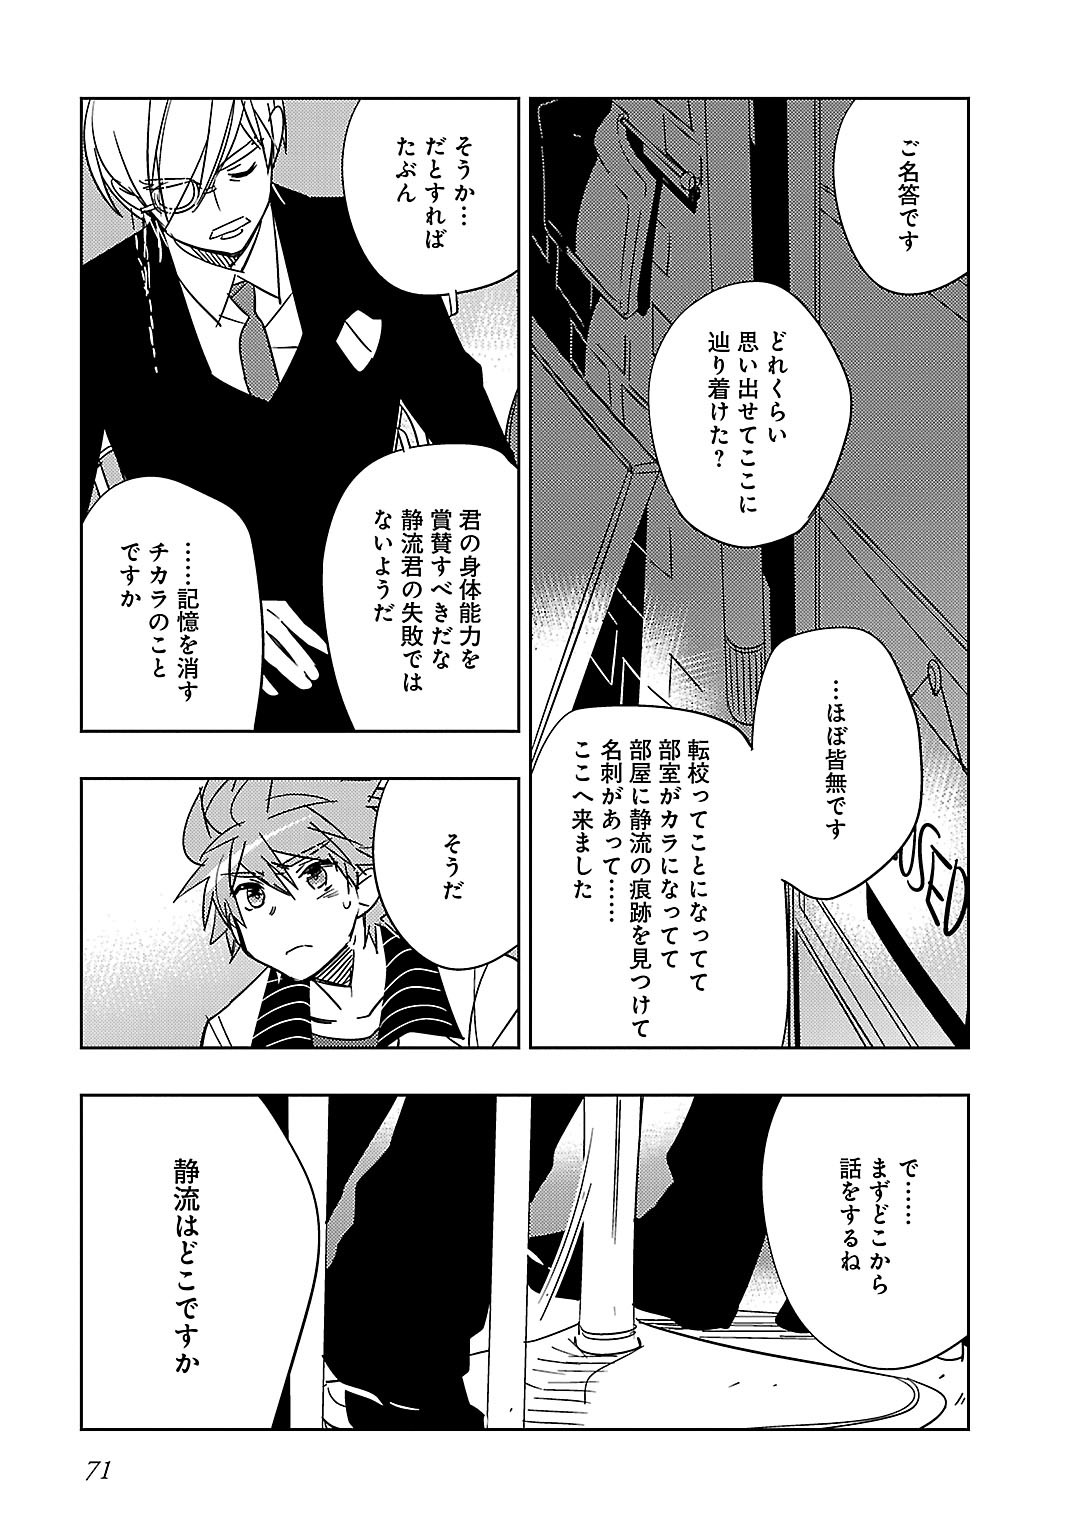 ご名答です
どれくらい
思い出せてここに
辿り着けた？
…ほぼ皆無です
転校ってことになってて
部室がカラになってて
部屋に静流の痕跡を見つけて
名刺があって……
ここへ来ました
SSED
そうか…
だとすれば
たぶん
君の身体能力を
賞賛すべきだな
静流君の失敗では
ないようだ
……記憶を消す
チカラのこと
ですか
そうだ
で……
まずどこから
話をするね
静流はどこですか
71